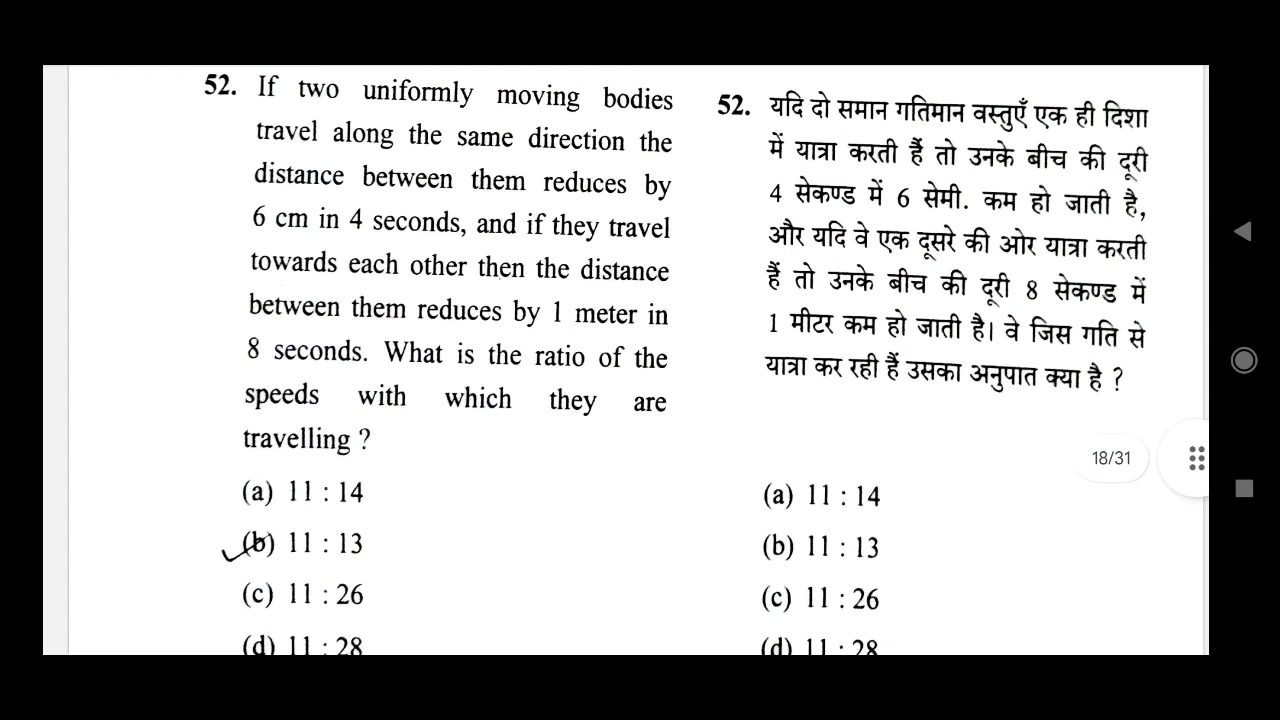 52. If two uniformly moving bodies
travel along the same direction the
distance between them reduces by
6 cm in 4 seconds, and if they travel
towards each other then the distance
between them reduces by 1 meter in
8 seconds. What is the ratio of the
speeds with which they are
travelling ?
(a) 11 : 14
(b) 11 : 13
(c) 11 : 26
(d) 11 : 28
52. यदि दो समान गतिमान वस्तुएँ एक ही दिशा
में यात्रा करती हैं तो उनके बीच की दूरी
4 सेकण्ड में 6 सेमी. कम हो जाती है,
और यदि वे एक दूसरे की ओर यात्रा करती
हैं तो उनके बीच की दूरी 8 सेकण्ड में
1 मीटर कम हो जाती है। वे जिस गति से
यात्रा कर रही हैं उसका अनुपात क्या है ?
(a) 11 : 14
(b) 11 : 13
(c) 11 : 26
(d) 11 : 28
18/31